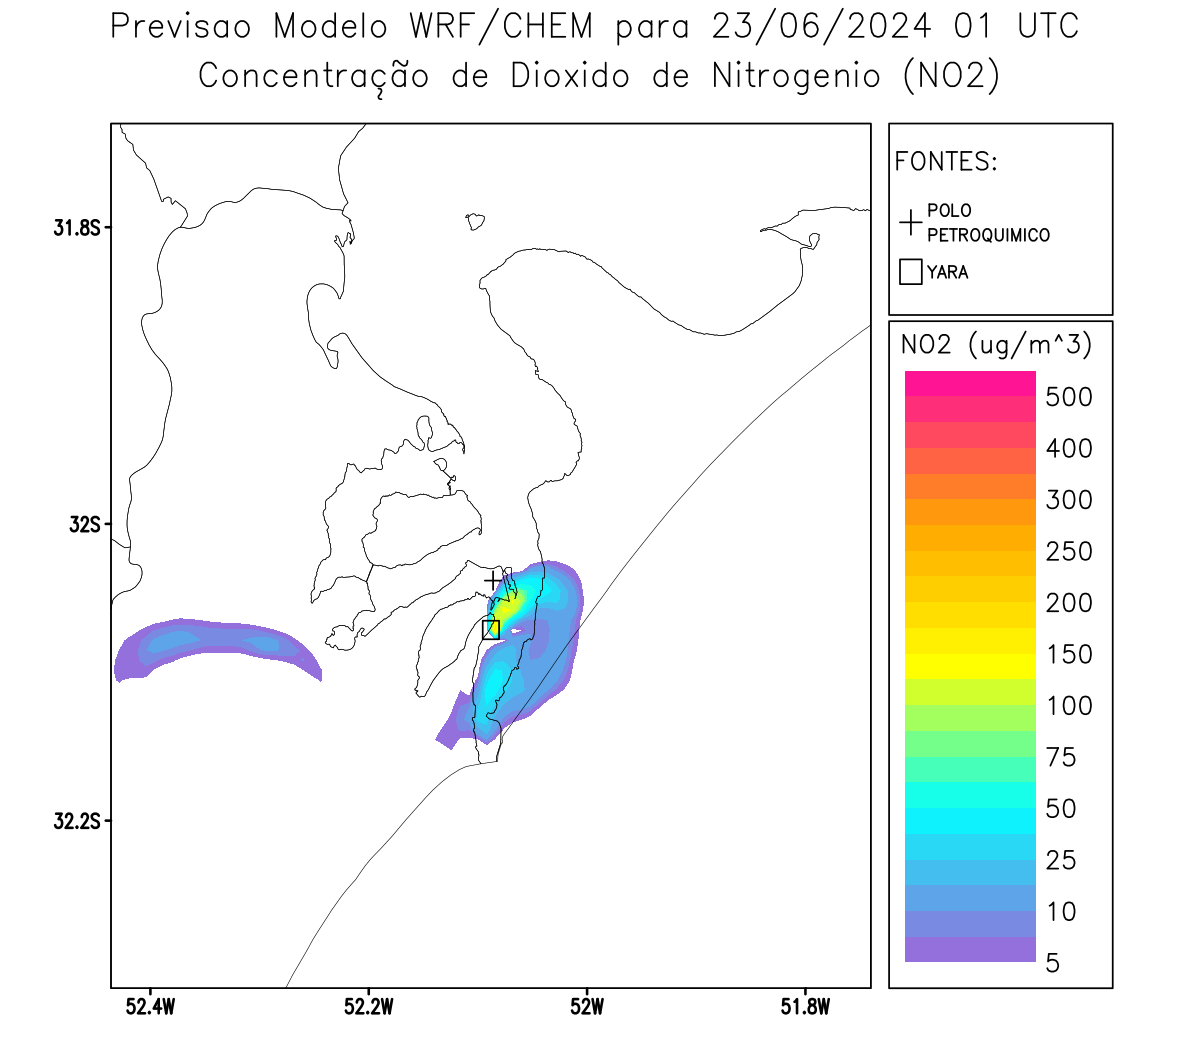 Previsao Modelo WRF/CHEM para 23/06/2024 01 UTC
Concentração de Dioxido de Nitrogenio (NO2)
FONTES:
POLO
PETROQUIMICO
YARA
NO2 (ug/m^3)
500
400
300
250
200
150
100
75
50
25
10
5
31.8S
32S
32.2S
52.4W
52.2W
52W
51.8W